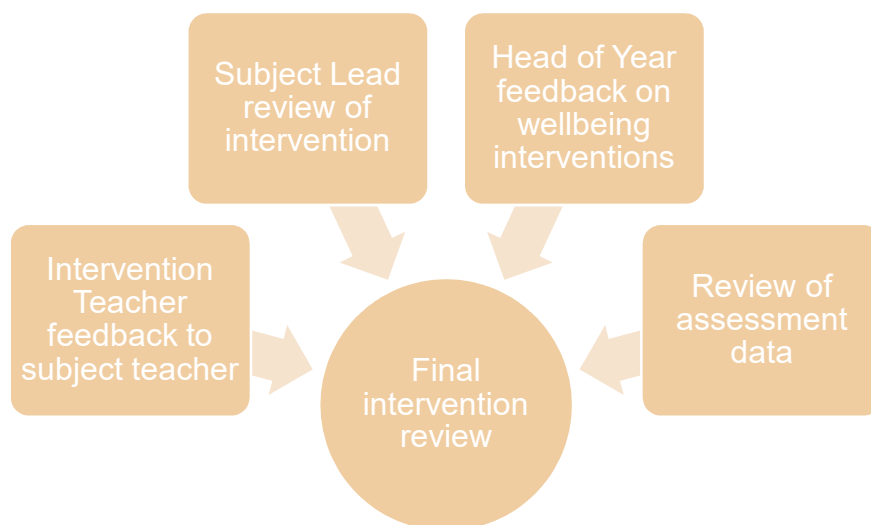 Subject Lead
review of
intervention
Head of Year
feedback on
wellbeing
interventions
Intervention
Teacher
feedback to
subject teacher
Review of
assessment
data
Final
intervention
review